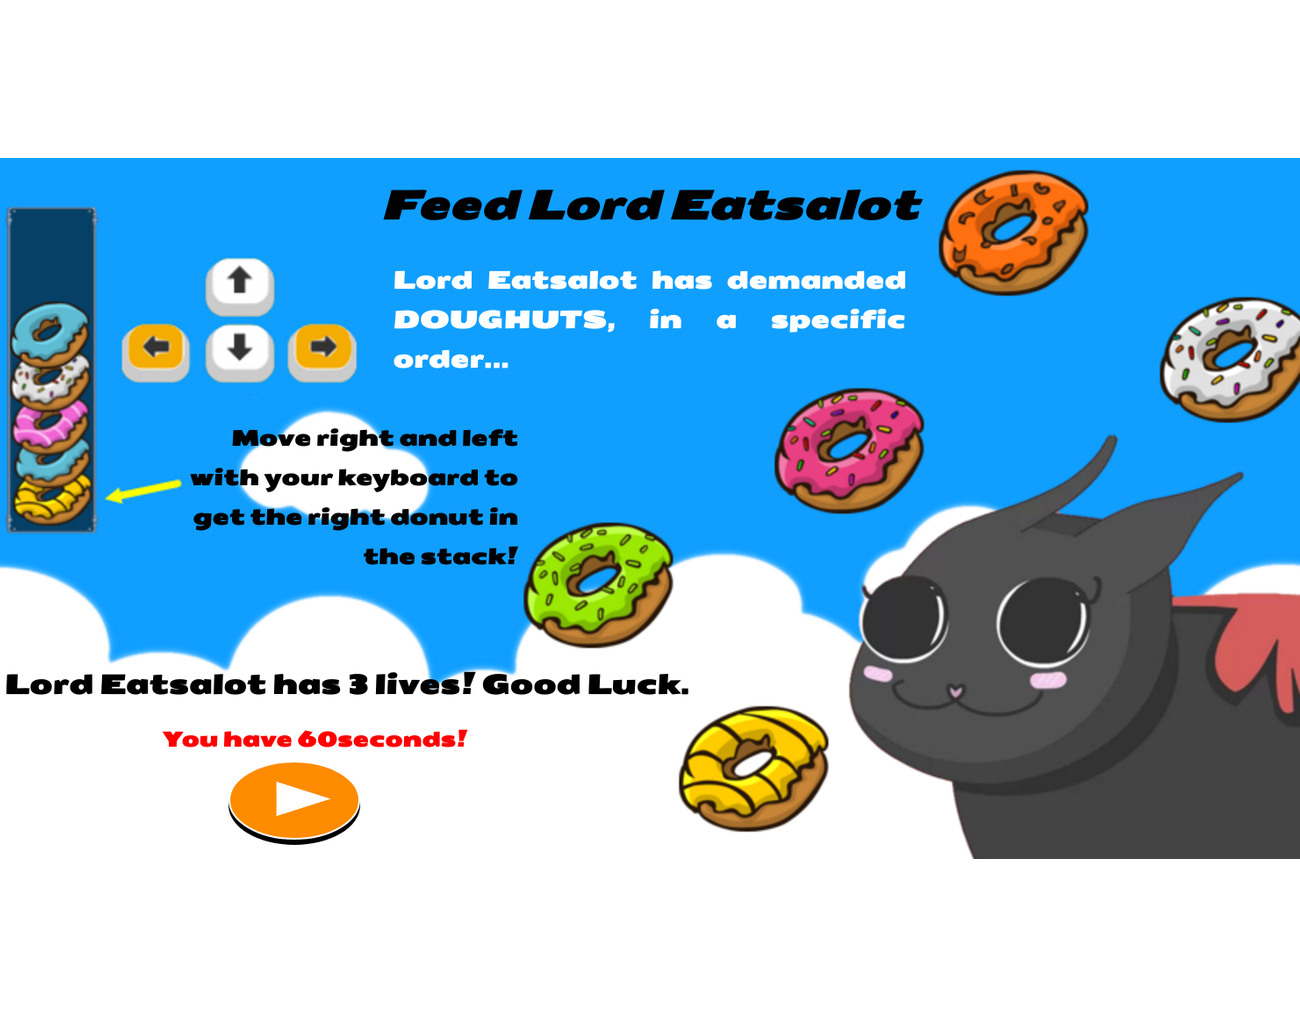 Feed Lord Eatsalot
Lord Eatsalot has demanded
DOUGHUTS, in a specific
order...
Move right and left
with your keyboard to
get the right donut in
the stack!
Lord Eatsalot has 3 lives! Good Luck.
You have 60seconds!